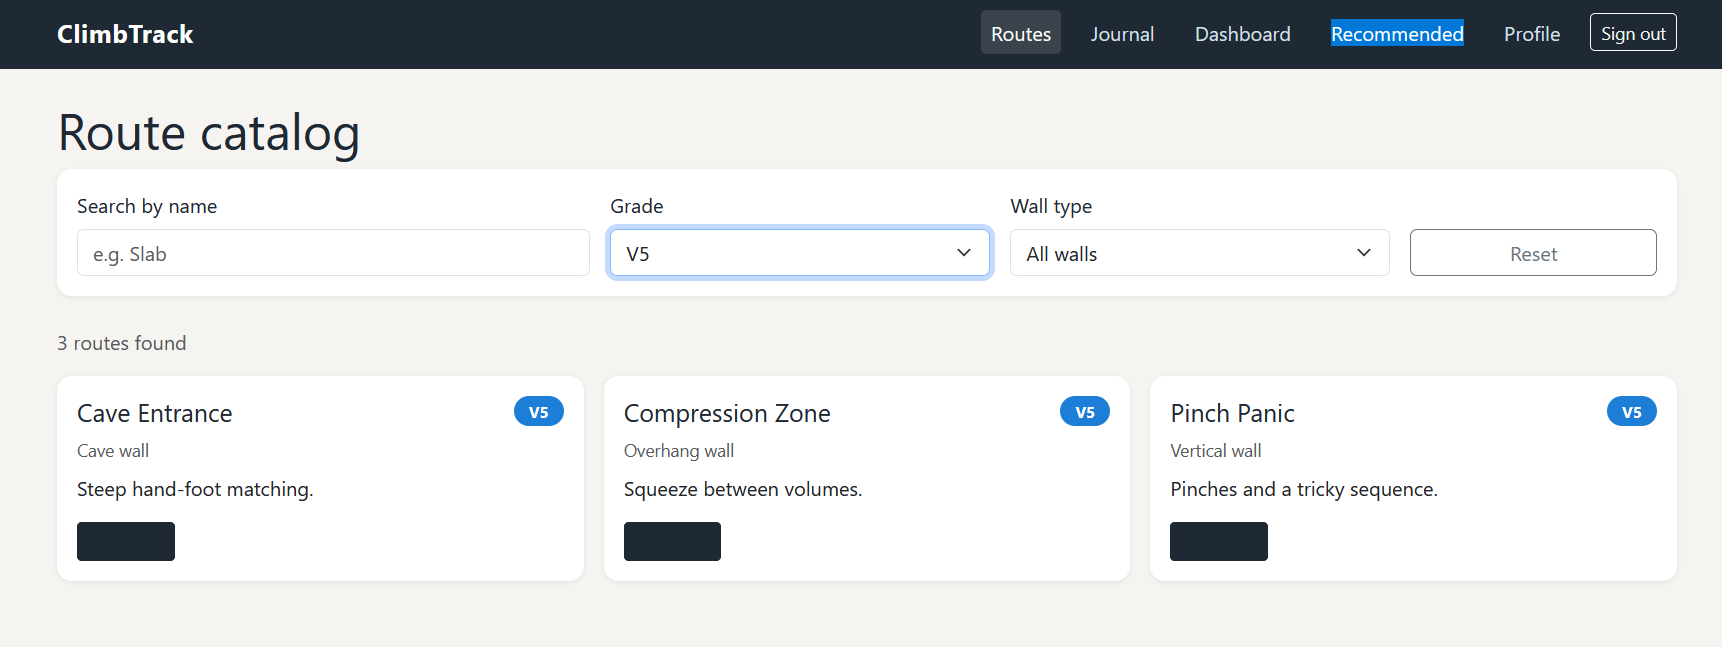 ClimbTrack
Routes
Journal
Dashboard
Recommended
Profile
Sign out
Route catalog
Search by name
Grade
Wall type
e.g. Slab
V5
All walls
Reset
3 routes found
Cave Entrance
V5
Cave wall
Steep hand-foot matching.
Compression Zone
V5
Overhang wall
Squeeze between volumes.
Pinch Panic
V5
Vertical wall
Pinches and a tricky sequence.